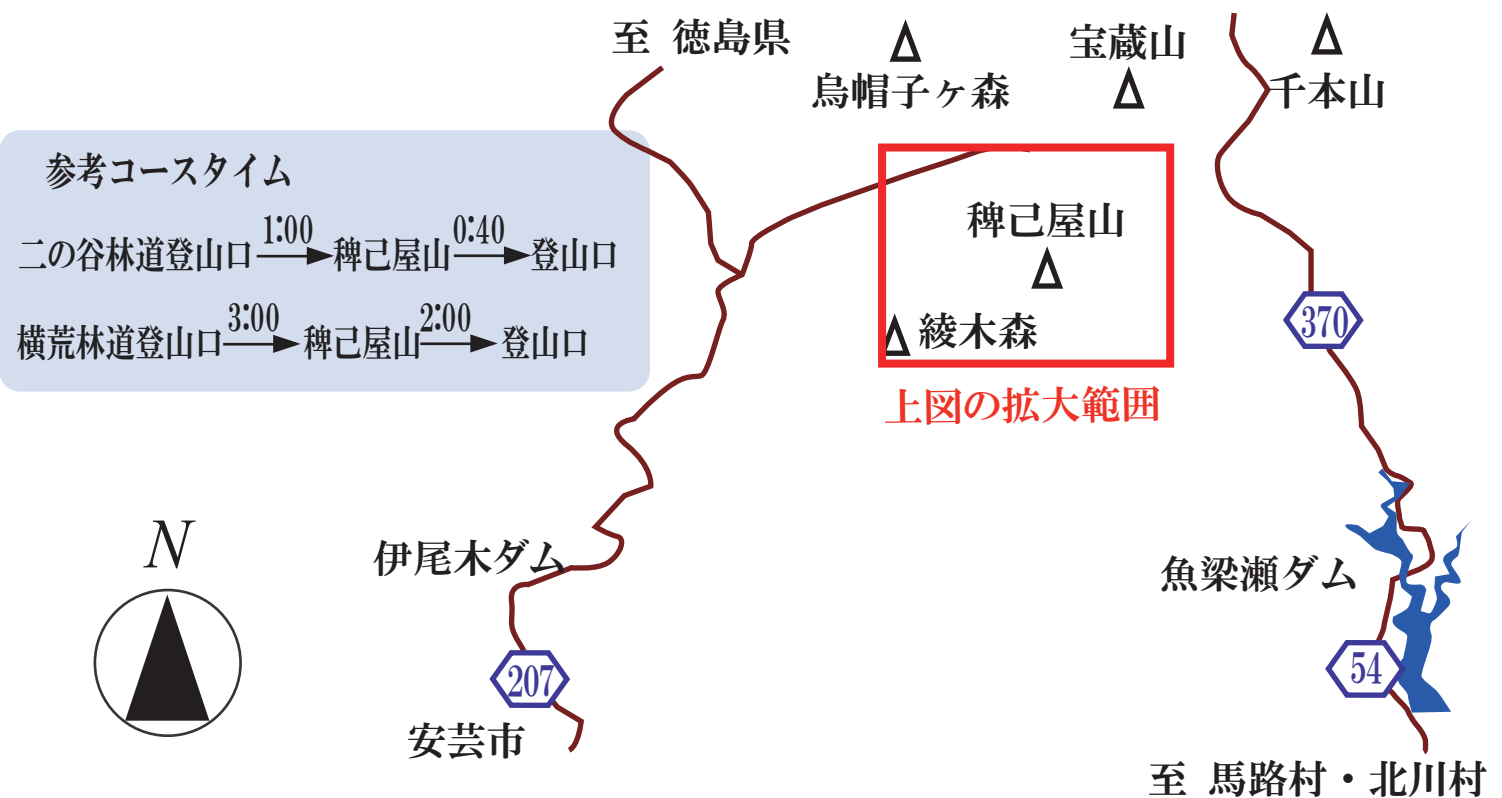 至 徳島県
烏帽子ヶ森
宝蔵山
千本山
参考コースタイム
1:00 0:40
二の谷林道登山口 稗己屋山 登山口
3:00 2:00
横荒林道登山口 稗己屋山 登山口
稗己屋山
綾木森
上図の拡大範囲
370
N
伊尾木ダム
魚梁瀬ダム
207
54
安芸市
至 馬路村・北川村